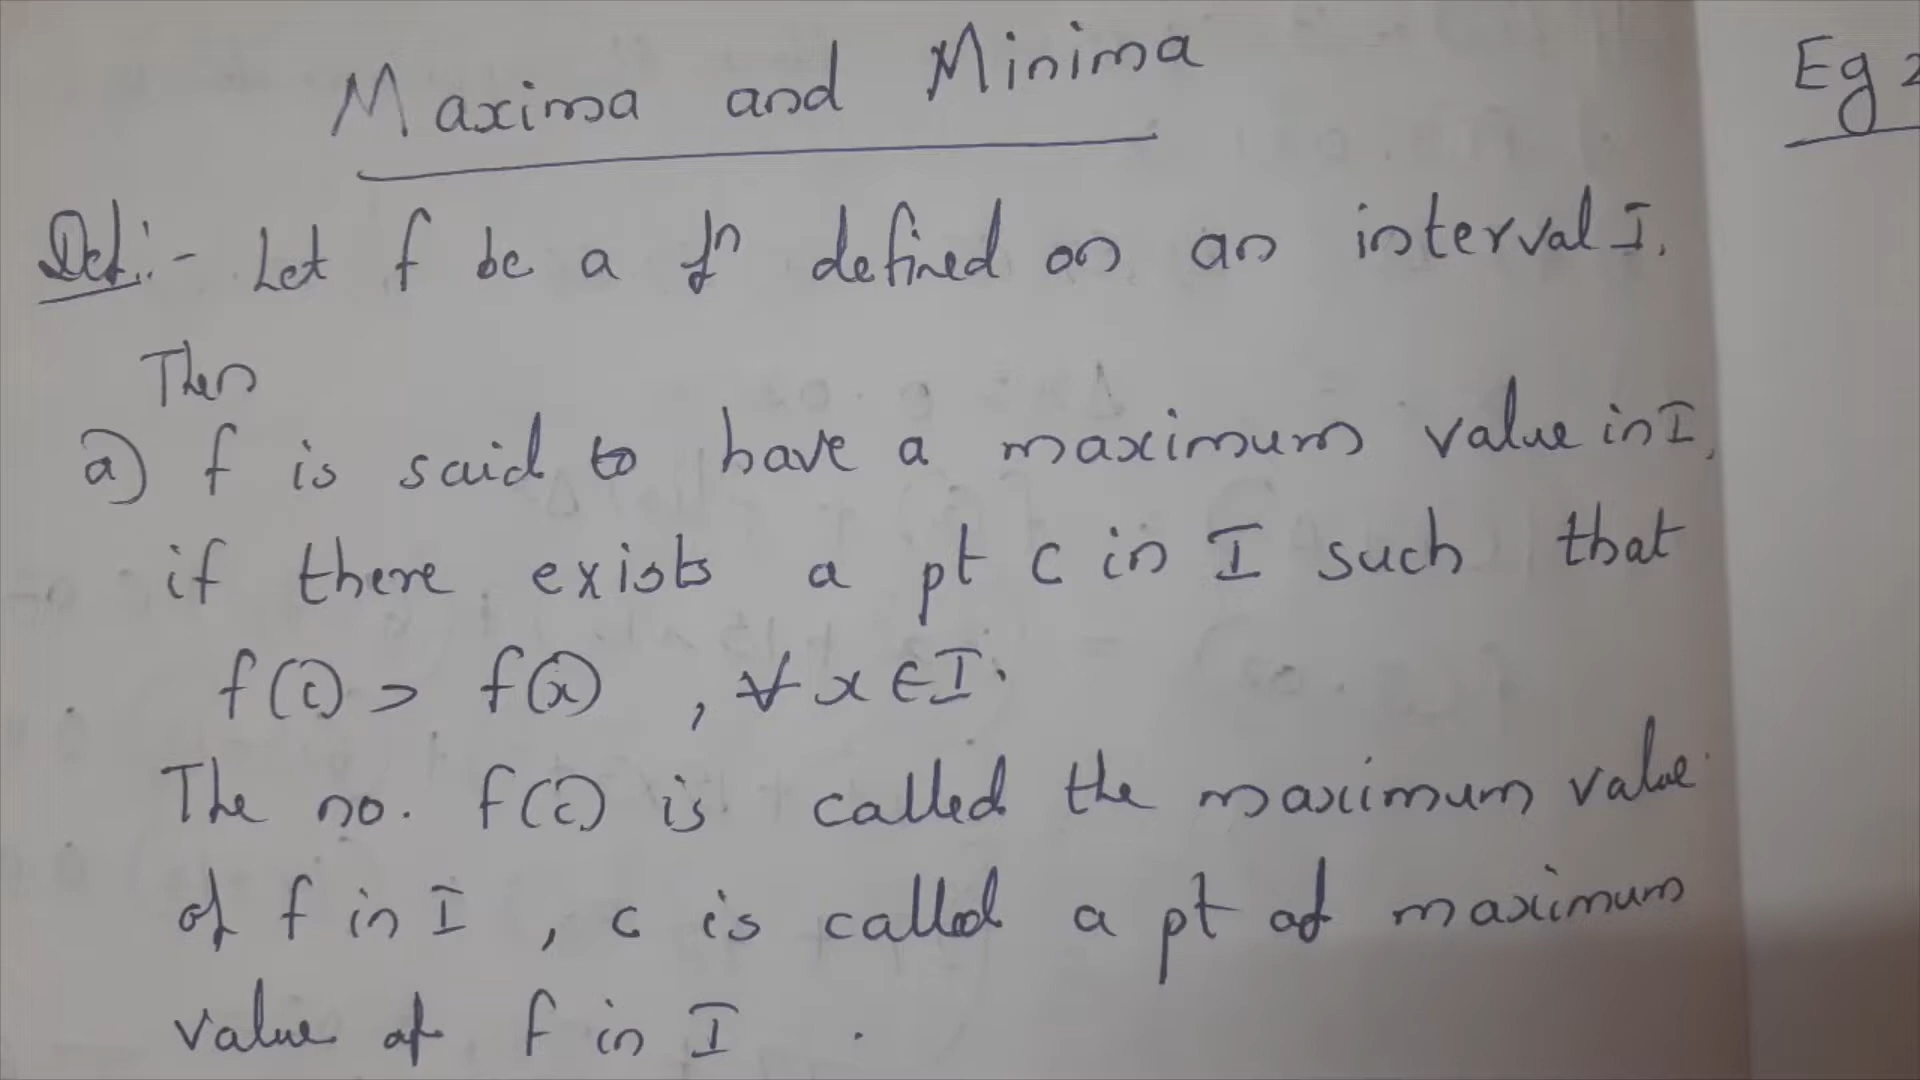 Maxima and Minima
Def:- Let f be a fⁿ defined on an interval I.
Then
a) f is said to have a maximum value in I,
if there exists a pt c in I such that
f(c) > f(x) , ∀ x ∈ I.
The no. f(c) is called the maximum value
of f in I , c is called a pt of maximum
value of f in I .
Eg 2